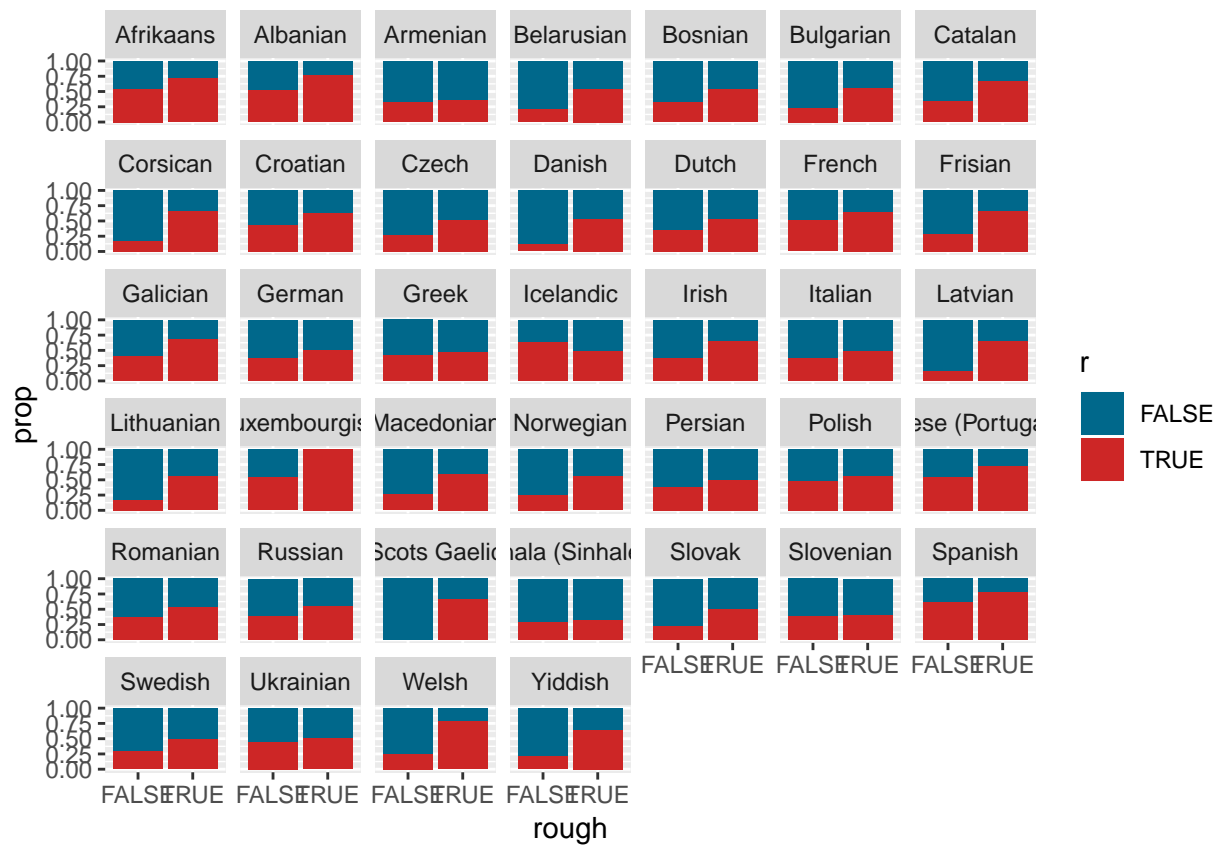 Afrikaans Albanian Armenian Belarusian Bosnian Bulgarian Catalan
1.00
0.75
0.50
0.25
0.00
Corsican Croatian Czech Danish Dutch French Frisian
1.00
0.75
0.50
0.25
0.00
Galician German Greek Icelandic Irish Italian Latvian
1.00
0.75
0.50
0.25
0.00
prop
r
FALSE
TRUE
Lithuanian uxembourgis Macedonian Norwegian Persian Polish ese (Portuga
1.00
0.75
0.50
0.25
0.00
Romanian Russian Scots Gaelic nala (Sinhale Slovak Slovenian Spanish
1.00
0.75
0.50
0.25
0.00
FALSE TRUE FALSE TRUE FALSE TRUE
Swedish Ukrainian Welsh Yiddish
1.00
0.75
0.50
0.25
0.00
FALSE TRUE FALSE TRUE FALSE TRUE FALSE TRUE
rough